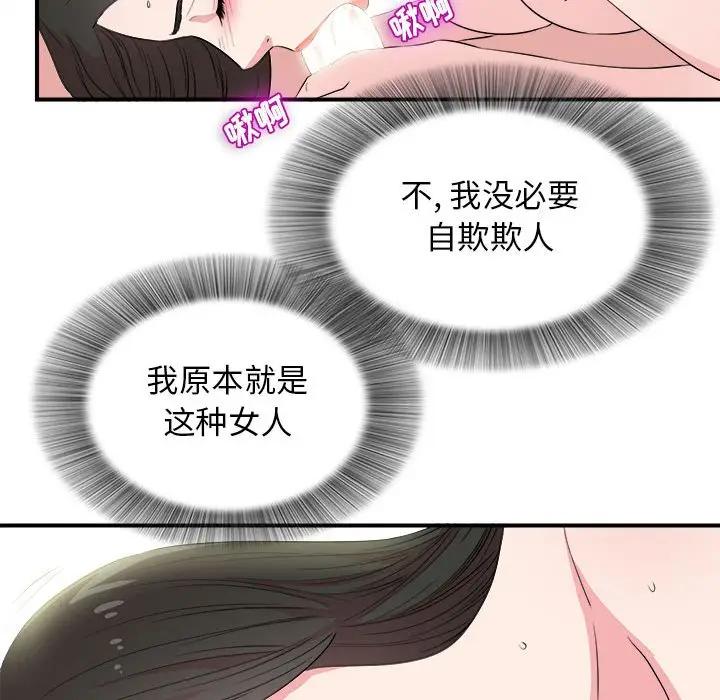 啾啊
啾啊
不, 我没必要
自欺欺人
我原本就是
这种女人